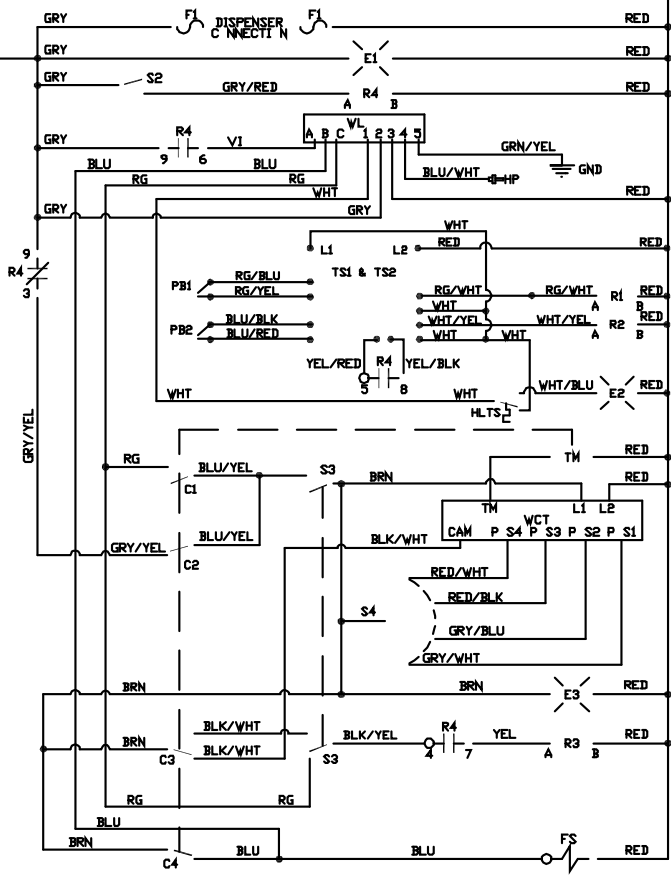 GRY F1 DISPENSER F1 RED
C NNECTI N
GRY E1 RED
GRY S2 GRY/RED R4 RED
A B
WL
A B C 1 2 3 4 5
GRY R4 VI GRN/YEL
9 6 GND
BLU BLU BLU/WHT HP
RG RG
WHT RED
GRY GRY
WHT
9 L1 L2 RED
R4 TS1 & TS2
3
PB1 RG/BLU
RG/YEL RG/WHT RG/WHT R1 RED
A B
WHT
PB2 BLU/BLK WHT/YEL WHT/YEL R2 RED
BLU/RED WHT WHT A B
YEL/RED R4 YEL/BLK
5 8
WHT WHT WHT/BLU E2 RED
HLTS
GRY/YEL
RG BLU/YEL S3 BRN TM RED
C1 RED
TM L1 L2
WCT
BLU/YEL BLK/WHT CAM P S4 P S3 P S2 P S1
GRY/YEL C2
RED/WHT
RED/BLK
S4
GRY/BLU
GRY/WHT
BRN BRN E3 RED
BLK/WHT BLK/YEL R4 YEL RED
BRN R3
C3 BLK/WHT S3 4 7 A B
RG RG
BLU
BRN FS
C4 BLU BLU RED